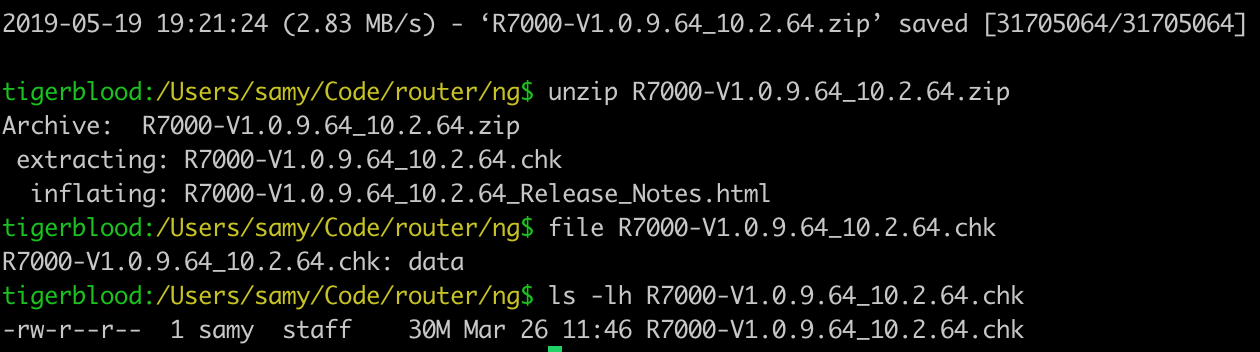 2019-05-19 19:21:24 (2.83 MB/s) - ‘R7000-V1.0.9.64_10.2.64.zip’ saved [31705064/31705064]
tigerblood:/Users/samy/Code/router/ng$ unzip R7000-V1.0.9.64_10.2.64.zip
Archive:  R7000-V1.0.9.64_10.2.64.zip
 extracting: R7000-V1.0.9.64_10.2.64.chk
  inflating: R7000-V1.0.9.64_10.2.64_Release_Notes.html
tigerblood:/Users/samy/Code/router/ng$ file R7000-V1.0.9.64_10.2.64.chk
R7000-V1.0.9.64_10.2.64.chk: data
tigerblood:/Users/samy/Code/router/ng$ ls -lh R7000-V1.0.9.64_10.2.64.chk
-rw-r--r--  1 samy  staff    30M Mar 26 11:46 R7000-V1.0.9.64_10.2.64.chk